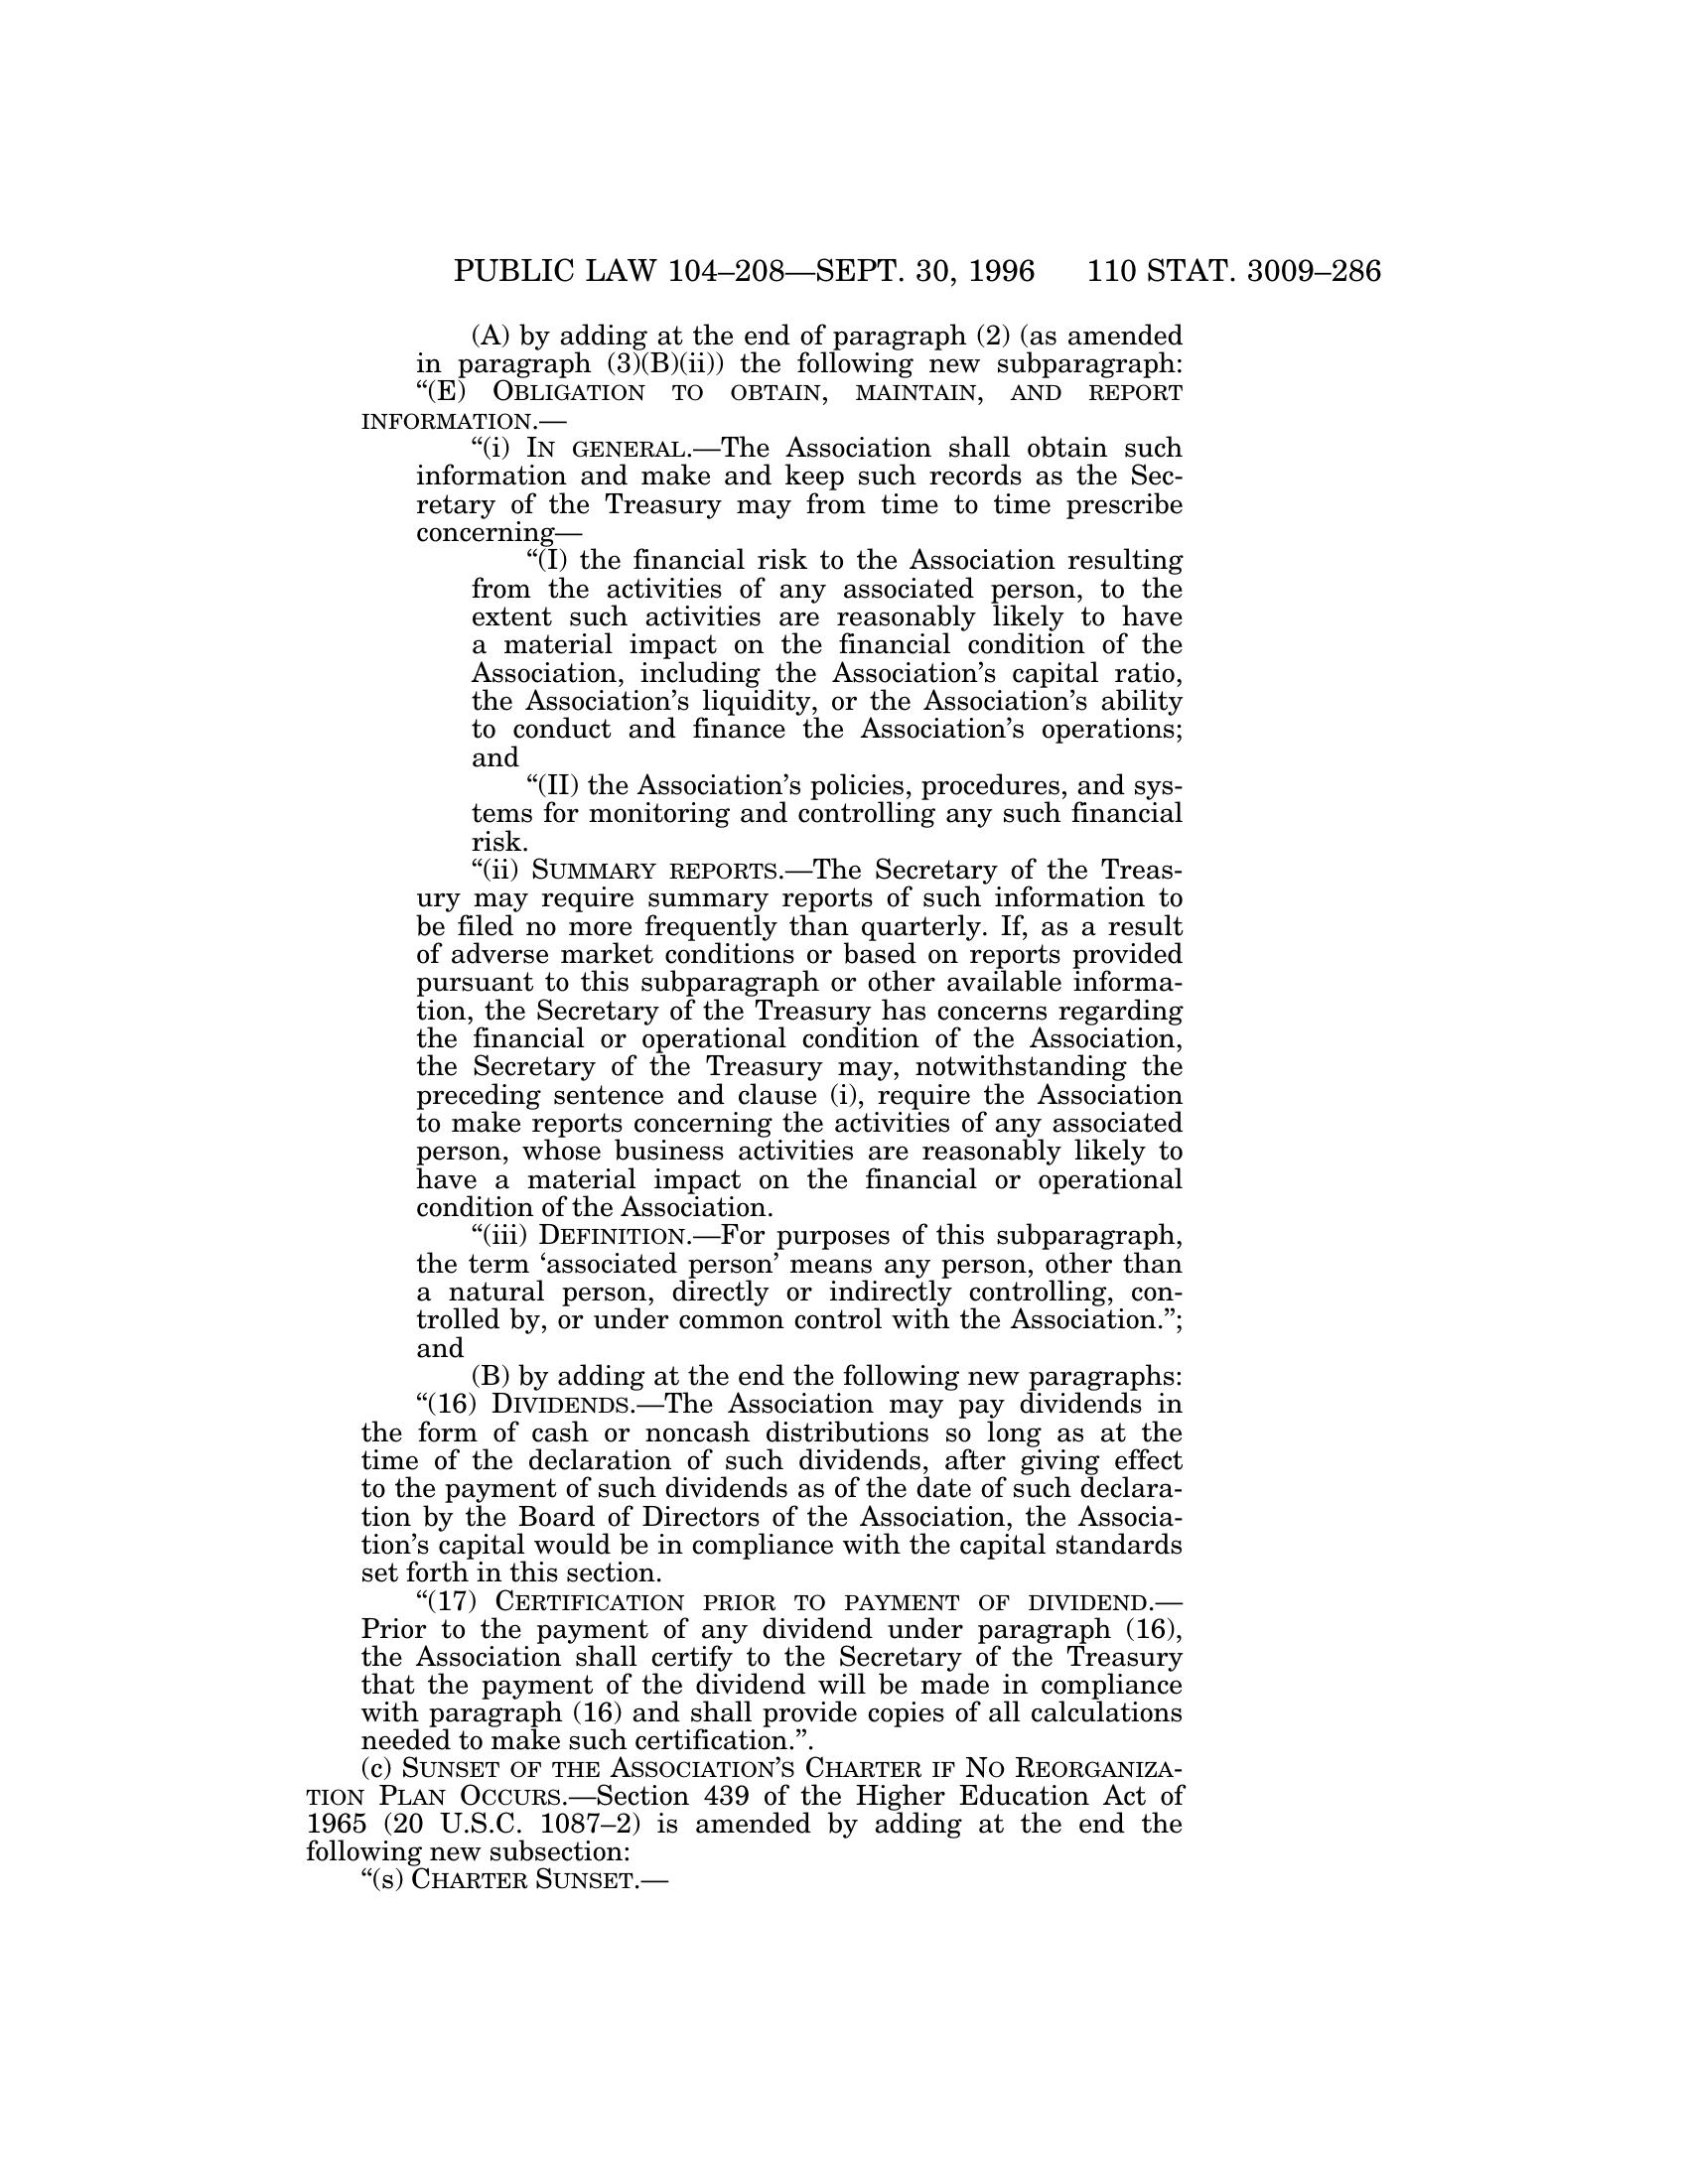 PUBLIC LAW 104–208—SEPT. 30, 1996 110 STAT. 3009–286
(A) by adding at the end of paragraph (2) (as amended
in paragraph (3)(B)(ii)) the following new subparagraph:
“(E) OBLIGATION TO OBTAIN, MAINTAIN, AND REPORT
INFORMATION.—
“(i) IN GENERAL.—The Association shall obtain such
information and make and keep such records as the Sec-
retary of the Treasury may from time to time prescribe
concerning—
“(I) the financial risk to the Association resulting
from the activities of any associated person, to the
extent such activities are reasonably likely to have
a material impact on the financial condition of the
Association, including the Association’s capital ratio,
the Association’s liquidity, or the Association’s ability
to conduct and finance the Association’s operations;
and
“(II) the Association’s policies, procedures, and sys-
tems for monitoring and controlling any such financial
risk.
“(ii) SUMMARY REPORTS.—The Secretary of the Treas-
ury may require summary reports of such information to
be filed no more frequently than quarterly. If, as a result
of adverse market conditions or based on reports provided
pursuant to this subparagraph or other available informa-
tion, the Secretary of the Treasury has concerns regarding
the financial or operational condition of the Association,
the Secretary of the Treasury may, notwithstanding the
preceding sentence and clause (i), require the Association
to make reports concerning the activities of any associated
person, whose business activities are reasonably likely to
have a material impact on the financial or operational
condition of the Association.
“(iii) DEFINITION.—For purposes of this subparagraph,
the term ‘associated person’ means any person, other than
a natural person, directly or indirectly controlling, con-
trolled by, or under common control with the Association.”;
and
(B) by adding at the end the following new paragraphs:
“(16) DIVIDENDS.—The Association may pay dividends in
the form of cash or noncash distributions so long as at the
time of the declaration of such dividends, after giving effect
to the payment of such dividends as of the date of such declara-
tion by the Board of Directors of the Association, the Associa-
tion’s capital would be in compliance with the capital standards
set forth in this section.
“(17) CERTIFICATION PRIOR TO PAYMENT OF DIVIDEND.—
Prior to the payment of any dividend under paragraph (16),
the Association shall certify to the Secretary of the Treasury
that the payment of the dividend will be made in compliance
with paragraph (16) and shall provide copies of all calculations
needed to make such certification.”.
(c) SUNSET OF THE ASSOCIATION’S CHARTER IF NO REORGANIZA-
TION PLAN OCCURS.—Section 439 of the Higher Education Act of
1965 (20 U.S.C. 1087–2) is amended by adding at the end the
following new subsection:
“(s) CHARTER SUNSET.—